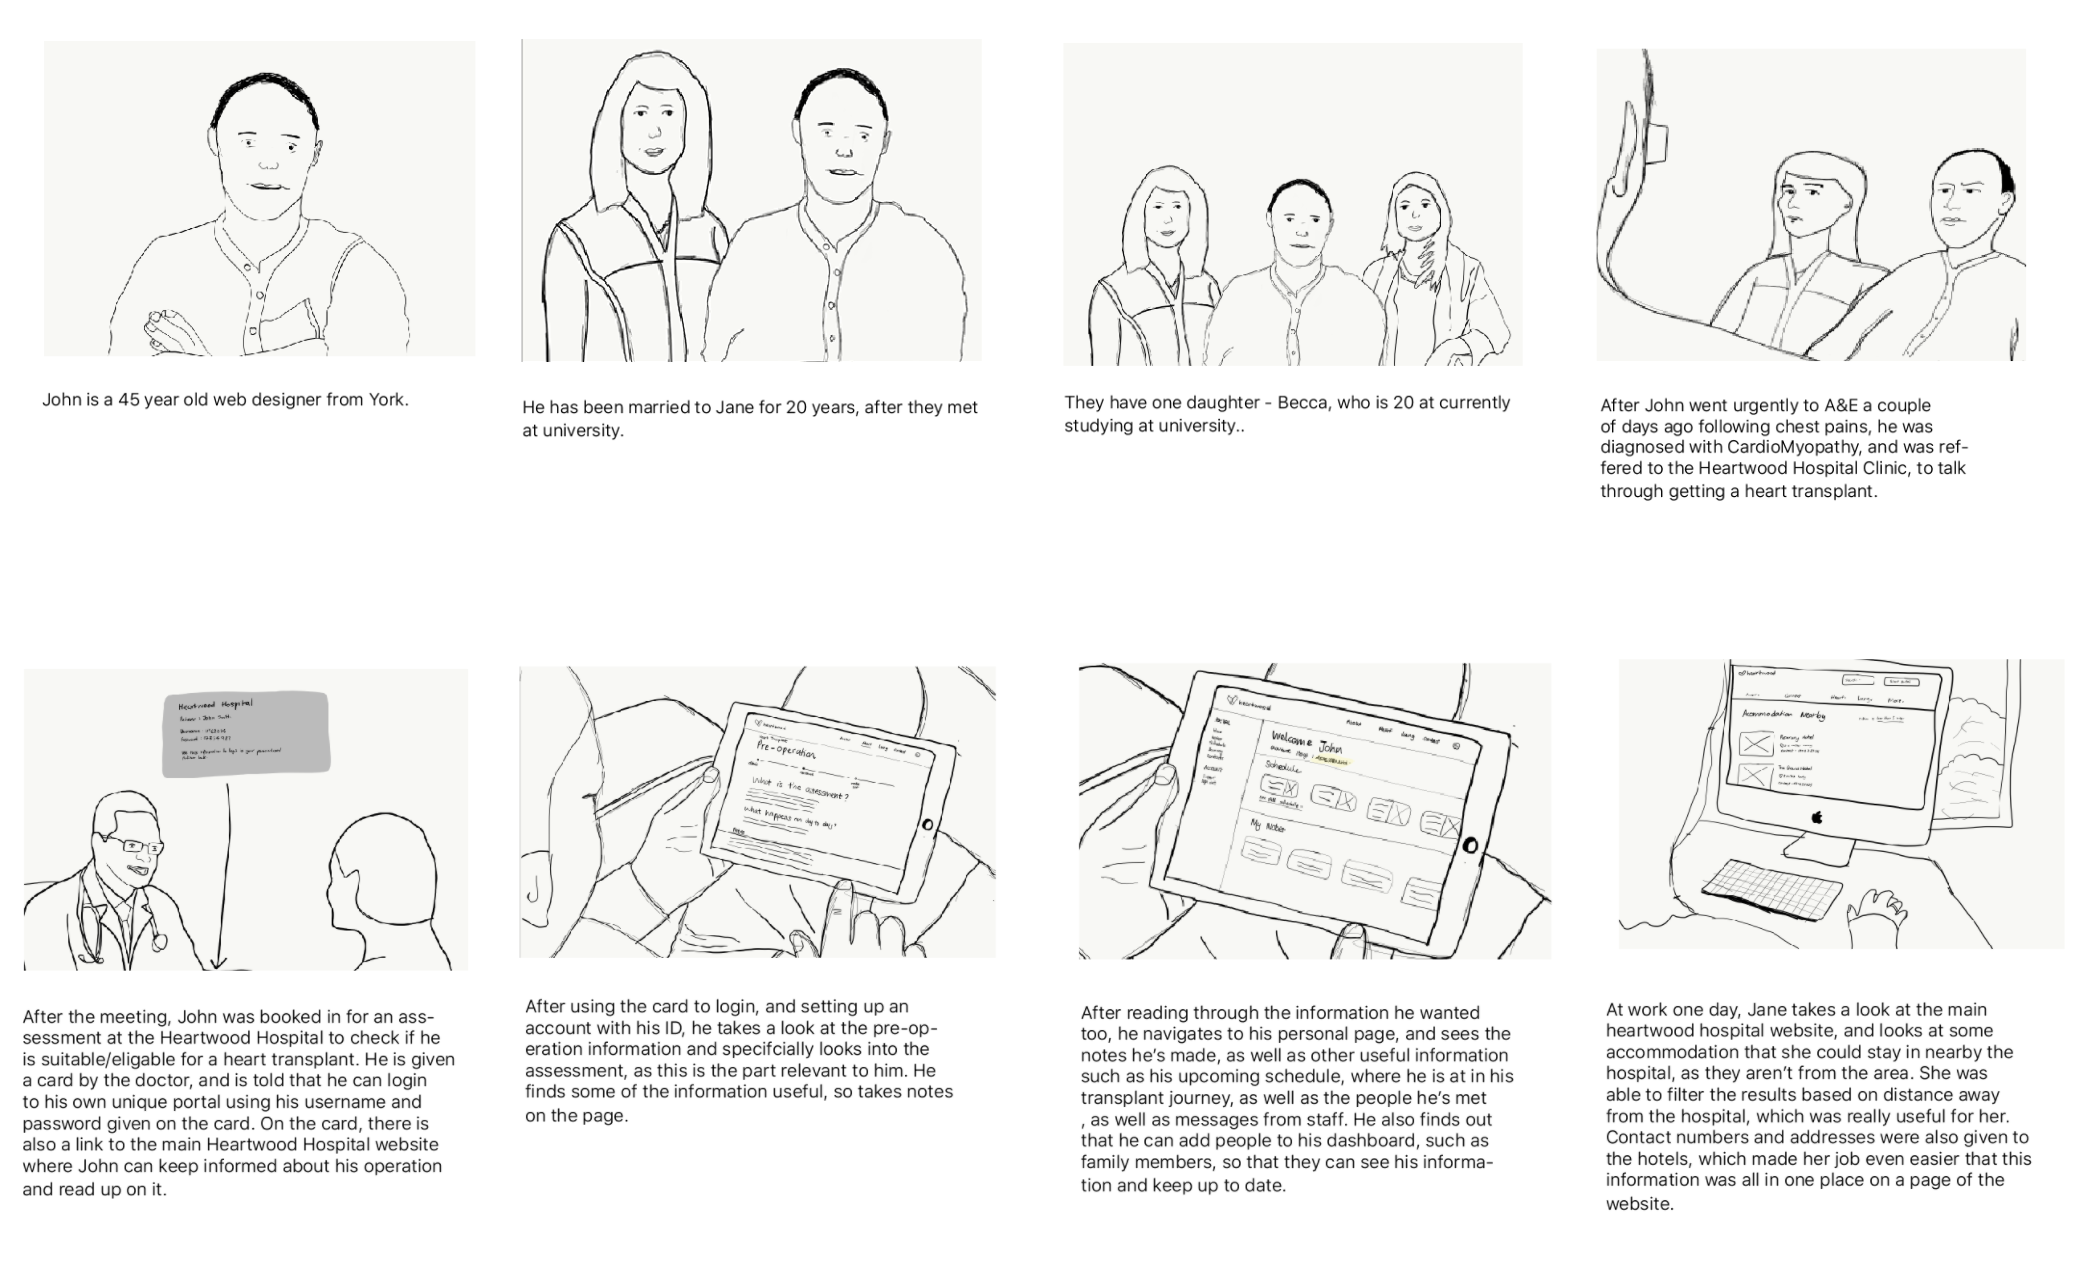 John is a 45 year old web designer from York.
He has been married to Jane for 20 years, after they met
at university.
They have one daughter - Becca, who is 20 at currently
studying at university..
After John went urgently to A&E a couple
of days ago following chest pains, he was
diagnosed with CardioMyopathy, and was ref-
fered to the Heartwood Hospital Clinic, to talk
through getting a heart transplant.
Heartwood Hospital
After the meeting, John was booked in for an ass-
sessment at the Heartwood Hospital to check if he
is suitable/eligable for a heart transplant. He is given
a card by the doctor, and is told that he can login
to his own unique portal using his username and
password given on the card. On the card, there is
also a link to the main Heartwood Hospital website
where John can keep informed about his operation
and read up on it.
heartwood
Pre-operation
What is the assessment?
What happens on day to day?
Notes
After using the card to login, and setting up an
account with his ID, he takes a look at the pre-op-
eration information and specifcially looks into the
assessment, as this is the part relevant to him. He
finds some of the information useful, so takes notes
on the page.
heartwood
Heart Lung Contact
Welcome John
Schedule
My Notes
After reading through the information he wanted
too, he navigates to his personal page, and sees the
notes he's made, as well as other useful information
such as his upcoming schedule, where he is at in his
transplant journey, as well as the people he's met
, as well as messages from staff. He also finds out
that he can add people to his dashboard, such as
family members, so that they can see his informa-
tion and keep up to date.
heartwood
Heart Lung More
Accommodation Nearby
At work one day, Jane takes a look at the main
heartwood hospital website, and looks at some
accommodation that she could stay in nearby the
hospital, as they aren't from the area. She was
able to filter the results based on distance away
from the hospital, which was really useful for her.
Contact numbers and addresses were also given to
the hotels, which made her job even easier that this
information was all in one place on a page of the
website.